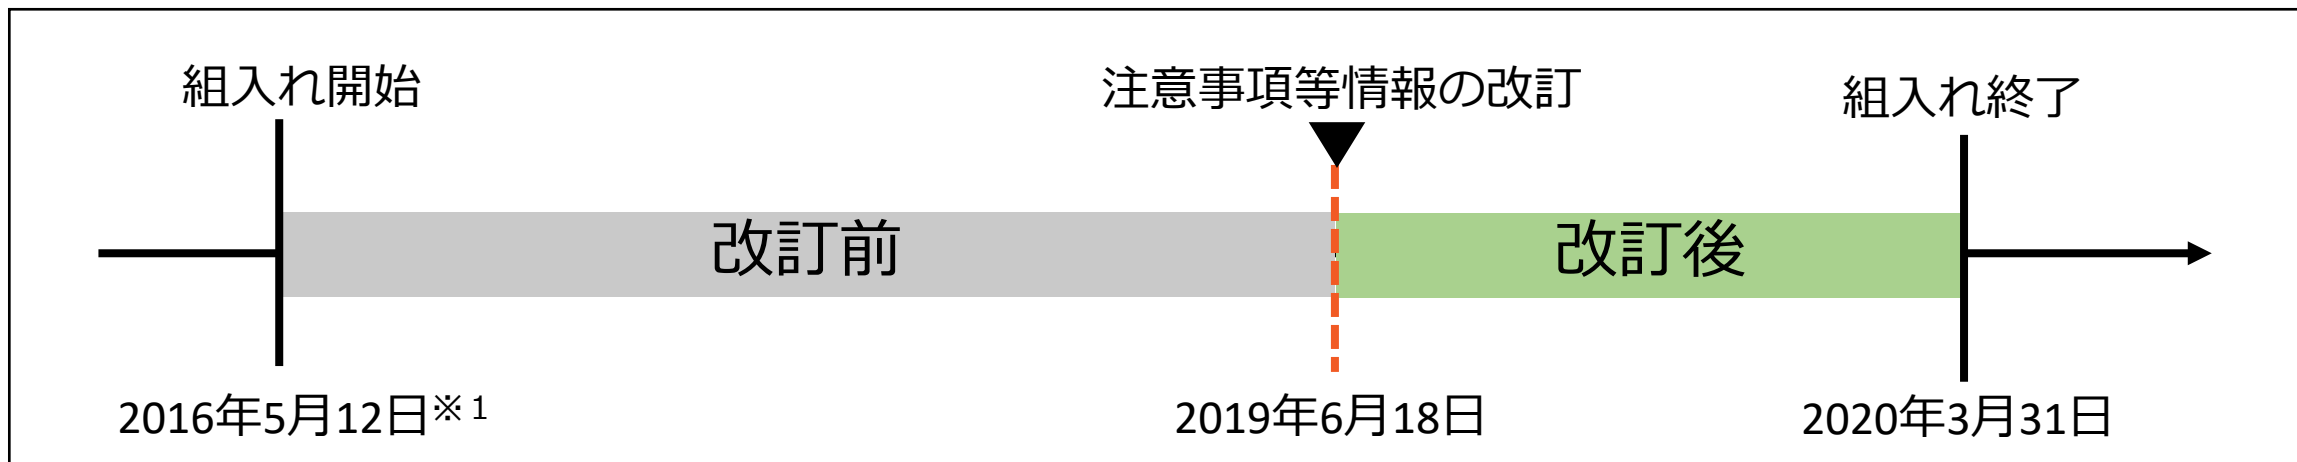 組入れ開始
注意事項等情報の改訂
組入れ終了
改訂前
改訂後
2016年5月12日※1
2019年6月18日
2020年3月31日